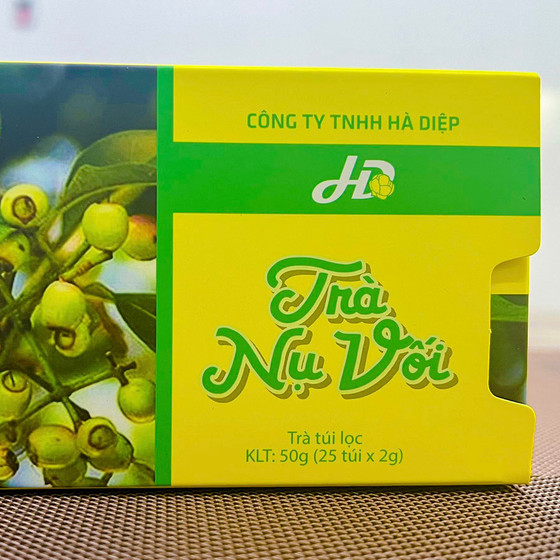 CÔNG TY TNHH HÀ DIỆP
HD
Trà
Nụ Vối
Trà túi lọc
KLT: 50g (25 túi x 2g)